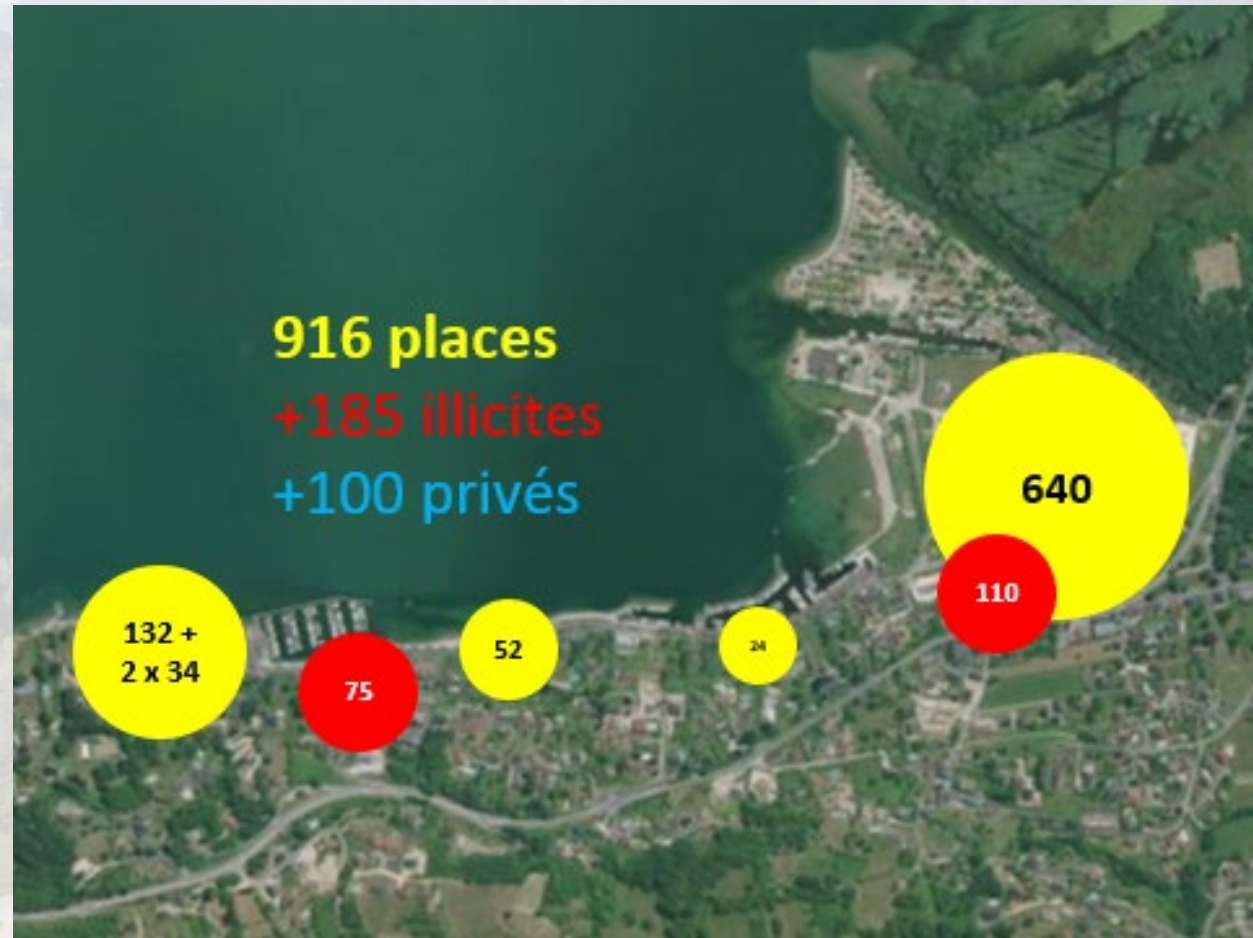 916 places
+185 illicites
+100 privés
640
110
132 +
2 x 34
75
52
24